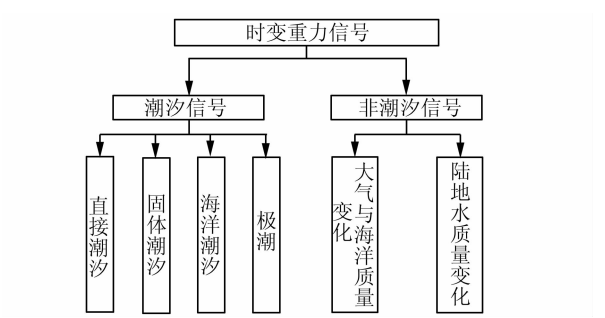 时变重力信号
潮汐信号
非潮汐信号
直接潮汐
固体潮汐
海洋潮汐
极潮
大气与海洋质量
变化
陆地水质量变化